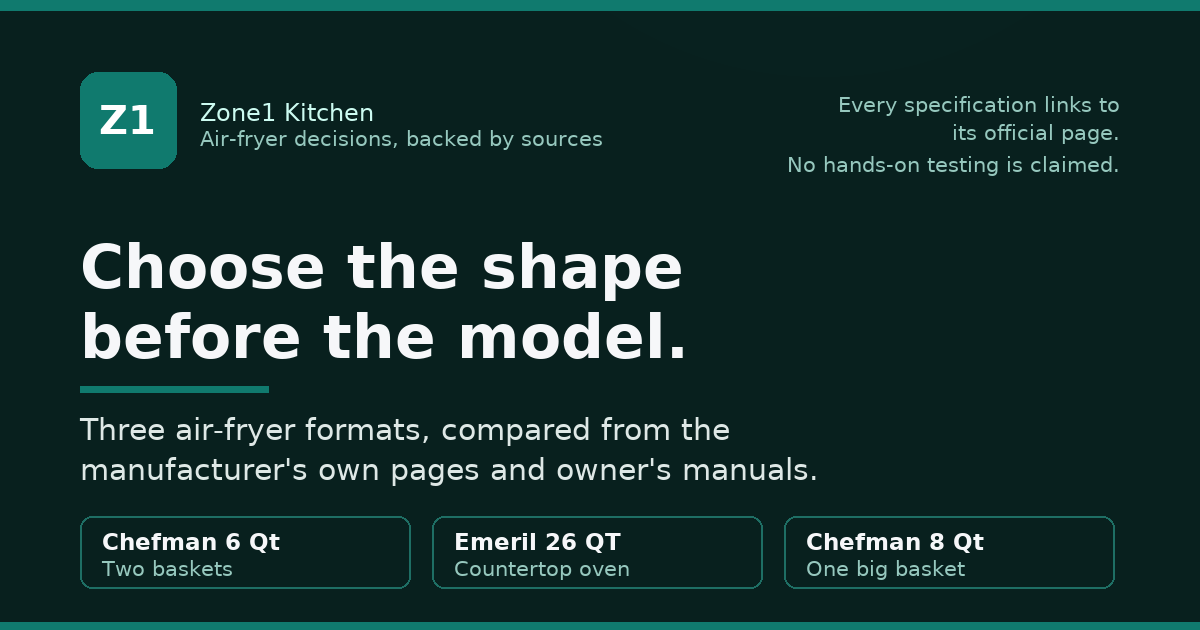 Z1
Zone1 Kitchen
Air-fryer decisions, backed by sources
Every specification links to
its official page.
No hands-on testing is claimed.
Choose the shape
before the model.
Three air-fryer formats, compared from the
manufacturer's own pages and owner's manuals.
Chefman 6 Qt
Two baskets
Emeril 26 QT
Countertop oven
Chefman 8 Qt
One big basket